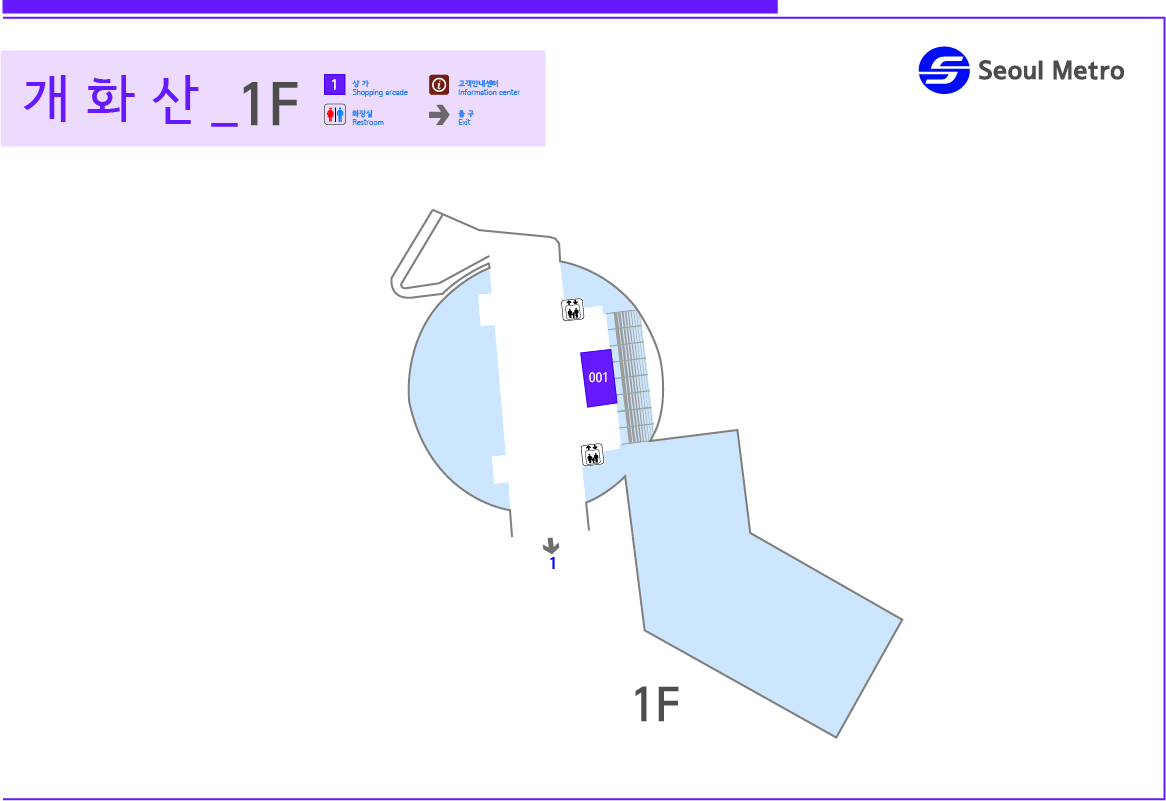 개 화 산 _1F
1 상 가
Shopping arcade
고객안내센터
Information center
화장실
Restroom
출 구
Exit
Seoul Metro
001
1
1F